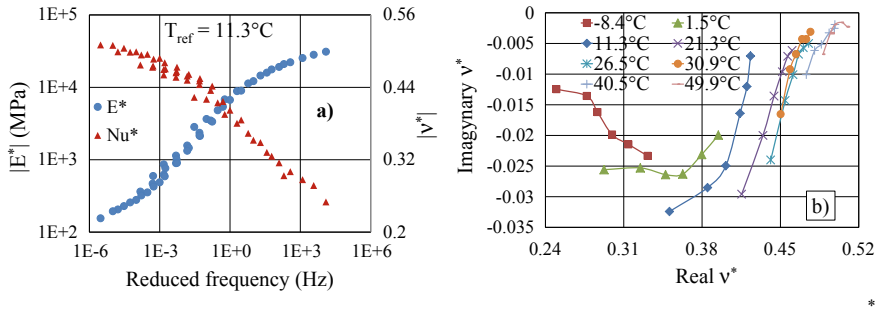 T_ref = 11.3°C
1E+5
1E+4
1E+3
1E+2
|E*| (MPa)
E*
Nu*
a)
0.56
0.44
0.32
0.2
|ν*|
1E-6 1E-3 1E+0 1E+3 1E+6
Reduced frequency (Hz)
0
-0.005
-0.01
-0.015
-0.02
-0.025
-0.03
-0.035
Imagynary ν*
-8.4°C 1.5°C
11.3°C 21.3°C
26.5°C 30.9°C
40.5°C 49.9°C
b)
0.24 0.31 0.38 0.45 0.52
Real ν*
*